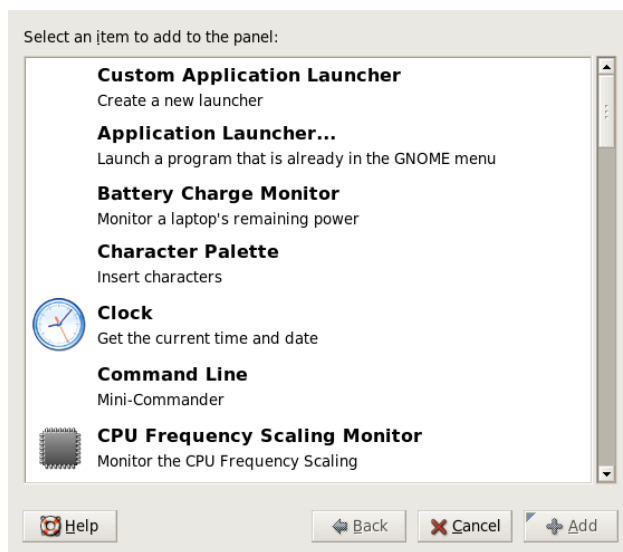 Select an item to add to the panel:
Custom Application Launcher
Create a new launcher
Application Launcher...
Launch a program that is already in the GNOME menu
Battery Charge Monitor
Monitor a laptop's remaining power
Character Palette
Insert characters
Clock
Get the current time and date
Command Line
Mini-Commander
CPU Frequency Scaling Monitor
Monitor the CPU Frequency Scaling
Help Back Cancel Add